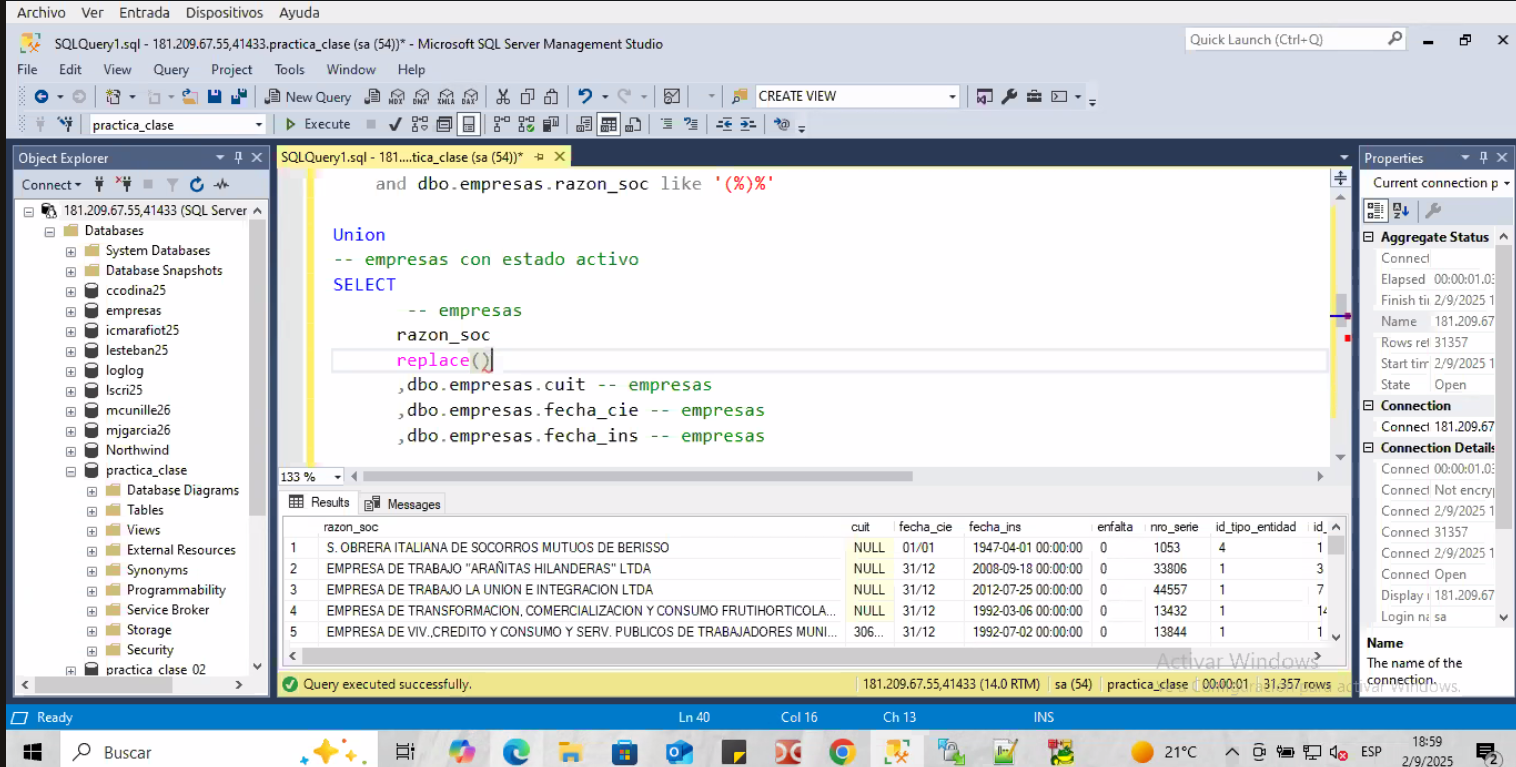 Archivo Ver Entrada Dispositivos Ayuda
SQLQuery1.sql - 181.209.67.55,41433.practica_clase (sa (54))* - Microsoft SQL Server Management Studio
Quick Launch (Ctrl+Q)
File Edit View Query Project Tools Window Help
New Query MDX DMX XMLA DAX CREATE VIEW
practica_clase Execute
Object Explorer
Connect
181.209.67.55,41433 (SQL Server
Databases
System Databases
Database Snapshots
ccodina25
empresas
icmarafiot25
lesteban25
loglog
lscri25
mcunille26
mjgarcia26
Northwind
practica_clase
Database Diagrams
Tables
Views
External Resources
Synonyms
Programmability
Service Broker
Storage
Security
practica_clase_02
SQLQuery1.sql - 181....tica_clase (sa (54))*
and dbo.empresas.razon_soc like '(%)%'
Union
-- empresas con estado activo
SELECT
-- empresas
razon_soc
replace()
,dbo.empresas.cuit -- empresas
,dbo.empresas.fecha_cie -- empresas
,dbo.empresas.fecha_ins -- empresas
133 %
Results Messages
razon_soc cuit fecha_cie fecha_ins enfalta nro_serie id_tipo_entidad id_
1 S. OBRERA ITALIANA DE SOCORROS MUTUOS DE BERISSO NULL 01/01 1947-04-01 00:00:00 0 1053 4 1
2 EMPRESA DE TRABAJO "ARAÑITAS HILANDERAS" LTDA NULL 31/12 2008-09-18 00:00:00 0 33806 1 3
3 EMPRESA DE TRABAJO LA UNION E INTEGRACION LTDA NULL 31/12 2012-07-25 00:00:00 0 44557 1 7
4 EMPRESA DE TRANSFORMACION, COMERCIALIZACION Y CONSUMO FRUTIHORTICOLA... NULL 31/12 1992-03-06 00:00:00 0 13432 1 14
5 EMPRESA DE VIV.,CREDITO Y CONSUMO Y SERV. PUBLICOS DE TRABAJADORES MUNI... 306... 31/12 1992-07-02 00:00:00 0 13844 1 1
Query executed successfully. 181.209.67.55,41433 (14.0 RTM) sa (54) practica_clase 00:00:01 31,357 rows
Properties
Current connection p
Aggregate Status
Connect
Elapsed 00:00:01.03
Finish tir 2/9/2025 1
Name 181.209.67
Rows ret 31357
Start tim 2/9/2025 1
State Open
Connection
Connect 181.209.67
Connection Details
Connect 00:00:01.03
Connect Not encryp
Connect 2/9/2025 1
Connect 31357
Connect 2/9/2025 1
Connect Open
Display 181.209.67
Login na sa
Name
The name of the
connection.
Activar Windows
activar Windows.
Ready Ln 40 Col 16 Ch 13 INS
Buscar
21°C
ESP
18:59
2/9/2025
2